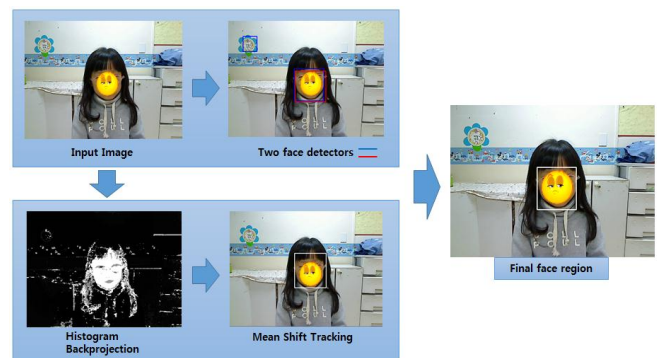 Input Image
Two face detectors
Histogram
Backprojection
Mean Shift Tracking
Final face region